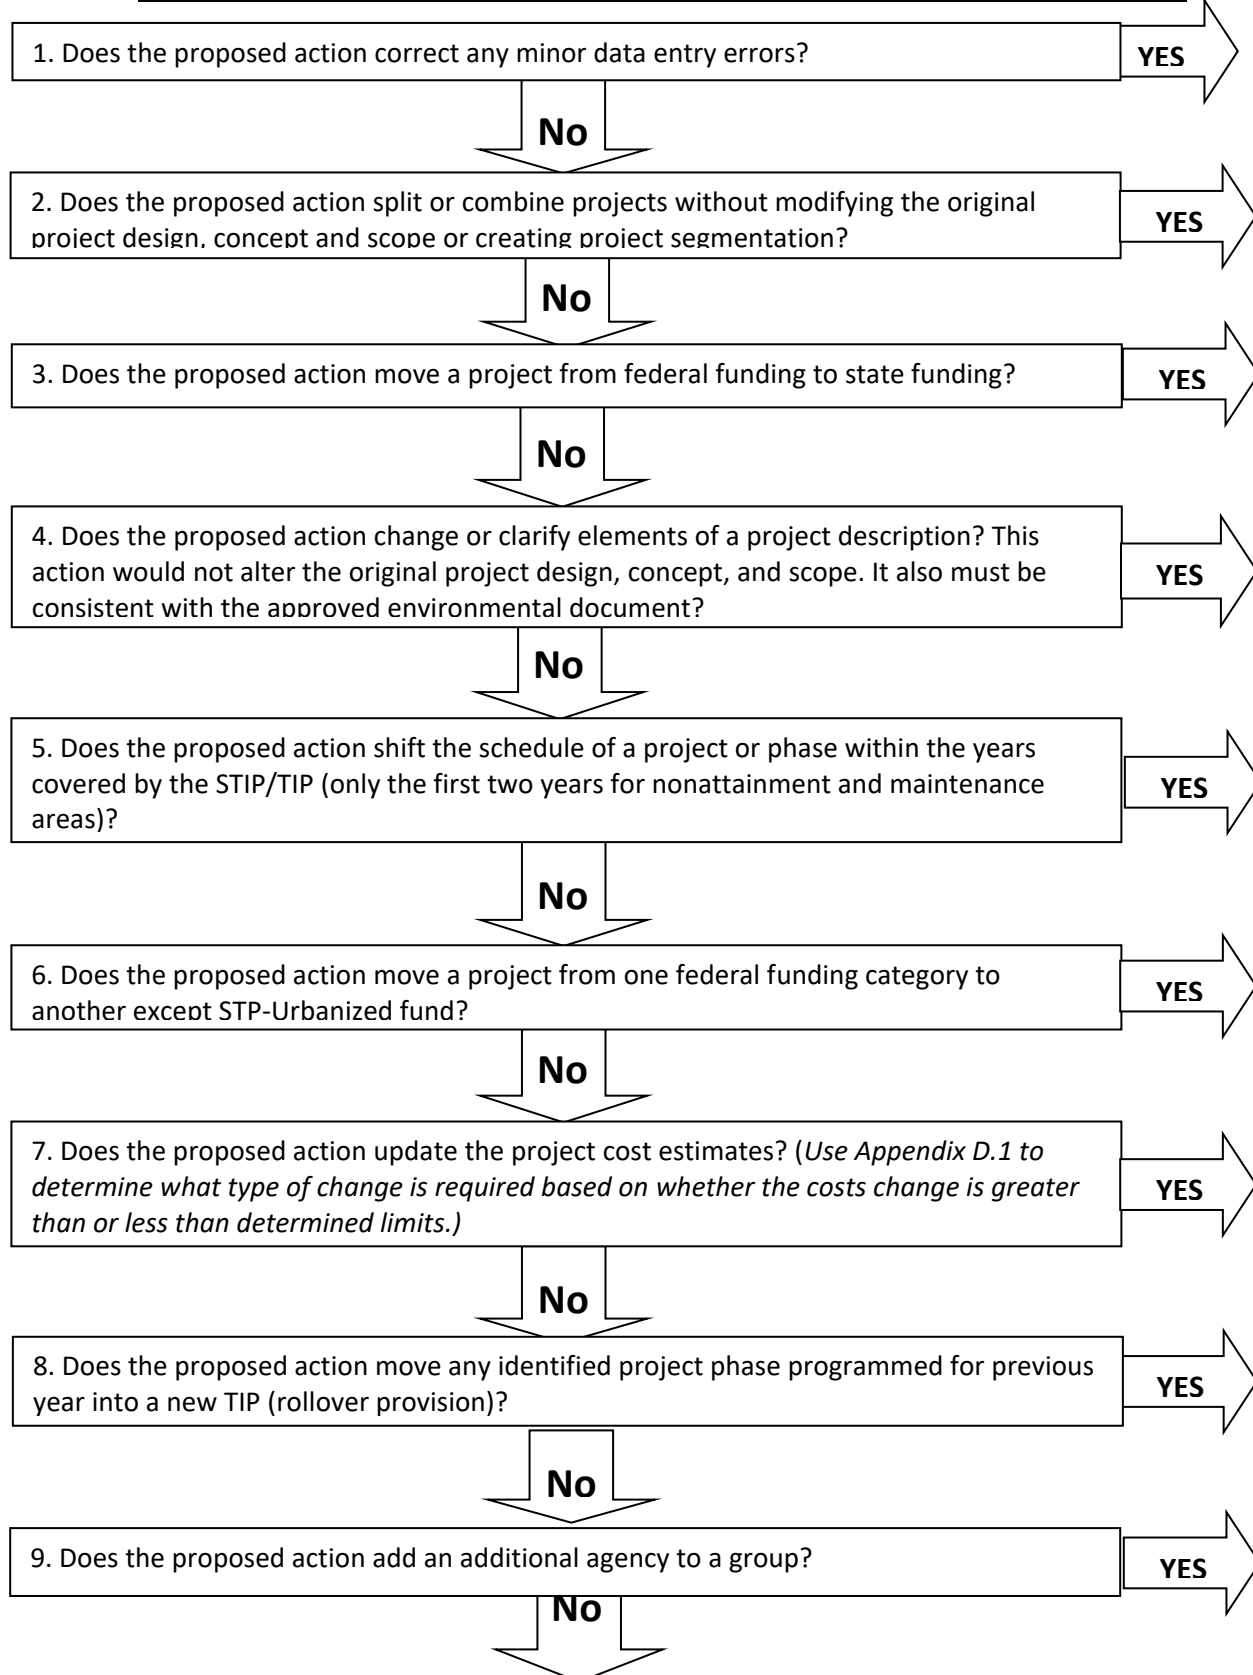 1. Does the proposed action correct any minor data entry errors?
YES
No
2. Does the proposed action split or combine projects without modifying the original
project design, concept and scope or creating project segmentation?
YES
No
3. Does the proposed action move a project from federal funding to state funding?
YES
No
4. Does the proposed action change or clarify elements of a project description? This
action would not alter the original project design, concept, and scope. It also must be
consistent with the approved environmental document?
YES
No
5. Does the proposed action shift the schedule of a project or phase within the years
covered by the STIP/TIP (only the first two years for nonattainment and maintenance
areas)?
YES
No
6. Does the proposed action move a project from one federal funding category to
another except STP-Urbanized fund?
YES
No
7. Does the proposed action update the project cost estimates? (Use Appendix D.1 to
determine what type of change is required based on whether the costs change is greater
than or less than determined limits.)
YES
No
8. Does the proposed action move any identified project phase programmed for previous
year into a new TIP (rollover provision)?
YES
No
9. Does the proposed action add an additional agency to a group?
YES
No